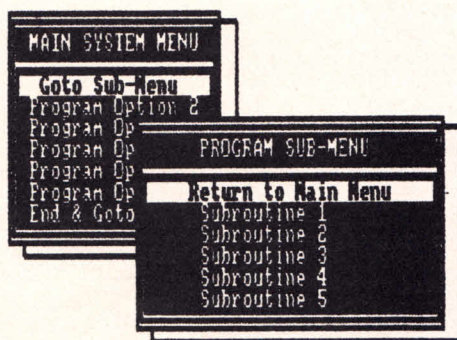 MAIN SYSTEM MENU
Goto Sub-Menu
Program Option 2
Program Op
Program Op
Program Op
Program Op
End & Goto
PROGRAM SUB-MENU
Return to Main Menu
Subroutine 1
Subroutine 2
Subroutine 3
Subroutine 4
Subroutine 5